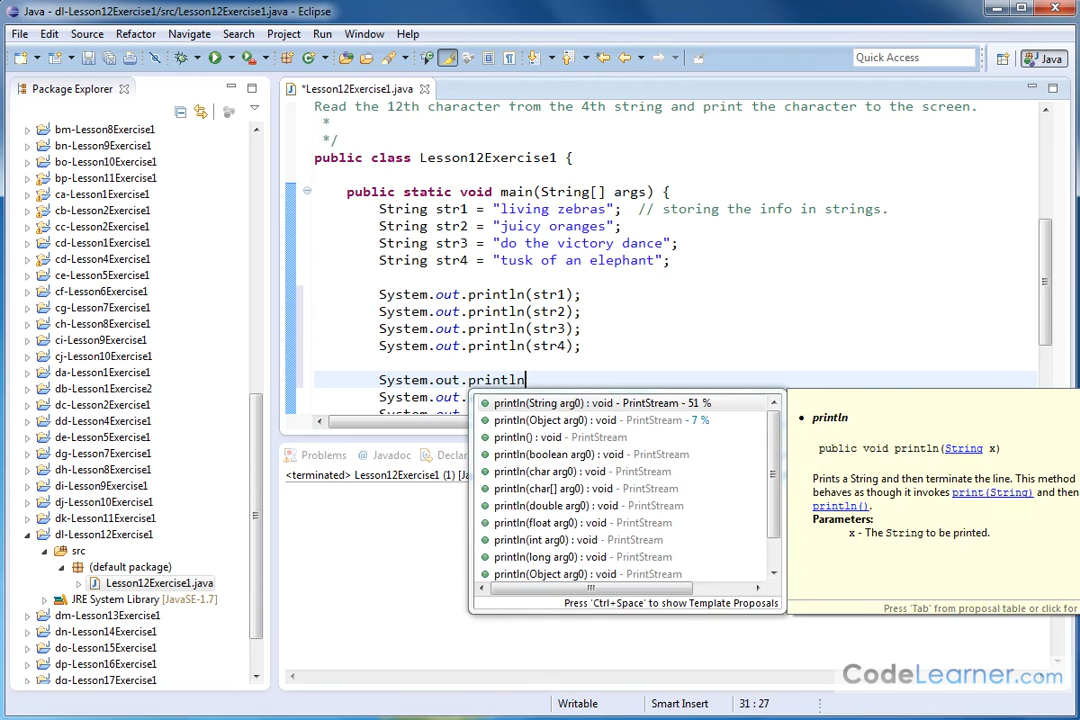 Java - dl-Lesson12Exercise1/src/Lesson12Exercise1.java - Eclipse
File Edit Source Refactor Navigate Search Project Run Window Help
Quick Access
Java
Package Explorer
*Lesson12Exercise1.java
bm-Lesson8Exercise1
bn-Lesson9Exercise1
bo-Lesson10Exercise1
bp-Lesson11Exercise1
ca-Lesson1Exercise1
cb-Lesson2Exercise1
cc-Lesson2Exercise1
cd-Lesson3Exercise1
cd-Lesson4Exercise1
ce-Lesson5Exercise1
cf-Lesson6Exercise1
cg-Lesson7Exercise1
ch-Lesson8Exercise1
ci-Lesson9Exercise1
cj-Lesson10Exercise1
da-Lesson1Exercise1
db-Lesson1Exercise2
dc-Lesson2Exercise1
dd-Lesson4Exercise1
de-Lesson5Exercise1
dg-Lesson7Exercise1
dh-Lesson8Exercise1
di-Lesson9Exercise1
dj-Lesson10Exercise1
dk-Lesson11Exercise1
dl-Lesson12Exercise1
src
(default package)
Lesson12Exercise1.java
JRE System Library [JavaSE-1.7]
dm-Lesson13Exercise1
dn-Lesson14Exercise1
do-Lesson15Exercise1
dp-Lesson16Exercise1
dq-Lesson17Exercise1
Read the 12th character from the 4th string and print the character to the screen.
*
*/
public class Lesson12Exercise1 {
public static void main(String[] args) {
String str1 = "living zebras"; // storing the info in strings.
String str2 = "juicy oranges";
String str3 = "do the victory dance";
String str4 = "tusk of an elephant";
System.out.println(str1);
System.out.println(str2);
System.out.println(str3);
System.out.println(str4);
System.out.println
System.out.
println(String arg0) : void - PrintStream - 51 %
println(Object arg0) : void - PrintStream - 7 %
println() : void - PrintStream
println(boolean arg0) : void - PrintStream
println(char arg0) : void - PrintStream
println(char[] arg0) : void - PrintStream
println(double arg0) : void - PrintStream
println(float arg0) : void - PrintStream
println(int arg0) : void - PrintStream
println(long arg0) : void - PrintStream
println(Object arg0) : void - PrintStream
Press 'Ctrl+Space' to show Template Proposals
println
public void println(String x)
Prints a String and then terminate the line. This method
behaves as though it invokes print(String) and then
println().
Parameters:
x - The String to be printed.
Press 'Tab' from proposal table or click for
Problems @ Javadoc Declar
<terminated> Lesson12Exercise1 (1) [Ja
CodeLearner.com
Writable Smart Insert 31 : 27